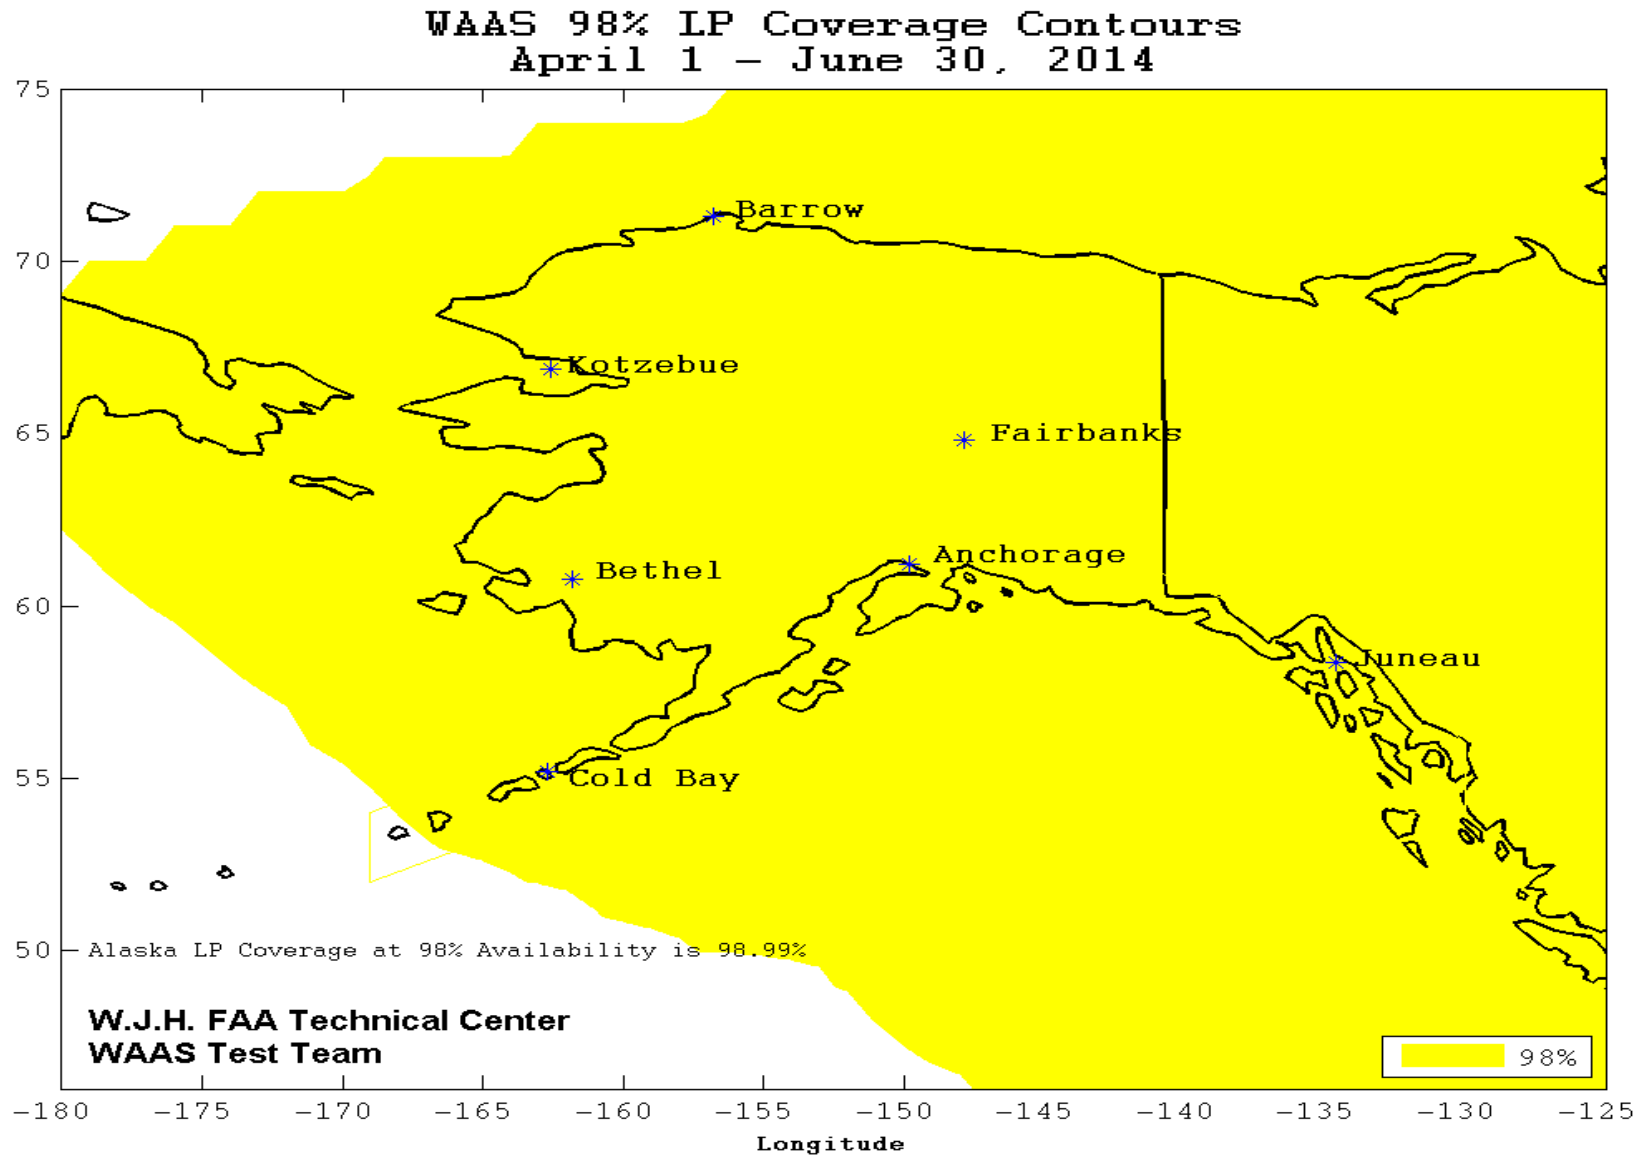 WAAS 98% LP Coverage Contours
April 1 – June 30, 2014
75
70
65
60
55
50
Barrow
Kotzebue
Fairbanks
Anchorage
Bethel
Juneau
Cold Bay
Alaska LP Coverage at 98% Availability is 98.99%
W.J.H. FAA Technical Center
WAAS Test Team
98%
−180 −175 −170 −165 −160 −155 −150 −145 −140 −135 −130 −125
Longitude